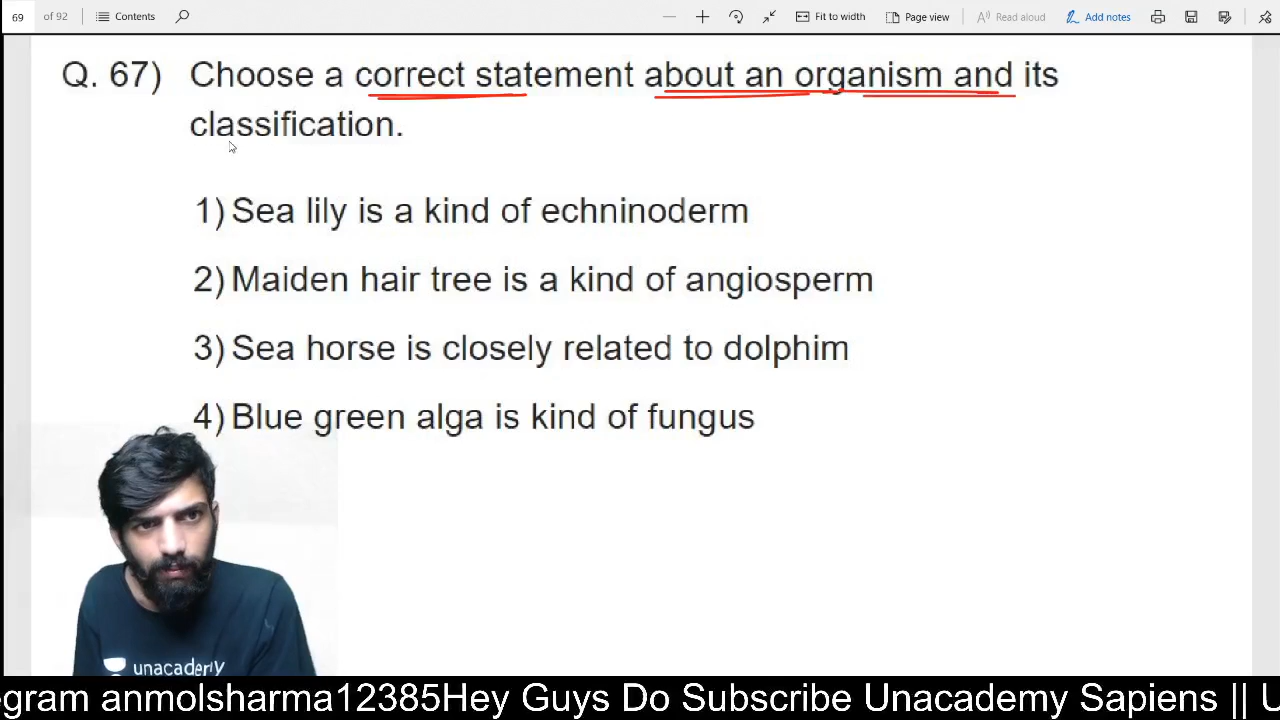 69 of 92 Contents Fit to width Page view Read aloud Add notes
Q. 67) Choose a correct statement about an organism and its
classification.
1) Sea lily is a kind of echninoderm
2) Maiden hair tree is a kind of angiosperm
3) Sea horse is closely related to dolphim
4) Blue green alga is kind of fungus
unacademy
egram anmolsharma12385Hey Guys Do Subscribe Unacademy Sapiens || U